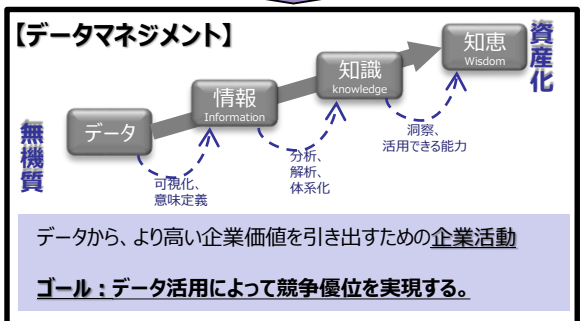 【データマネジメント】
資産化
知恵
Wisdom
知識
knowledge
情報
Information
データ
無機質
洞察、
活用できる能力
分析、
解析、
体系化
可視化、
意味定義
データから、より高い企業価値を引き出すための企業活動
ゴール：データ活用によって競争優位を実現する。